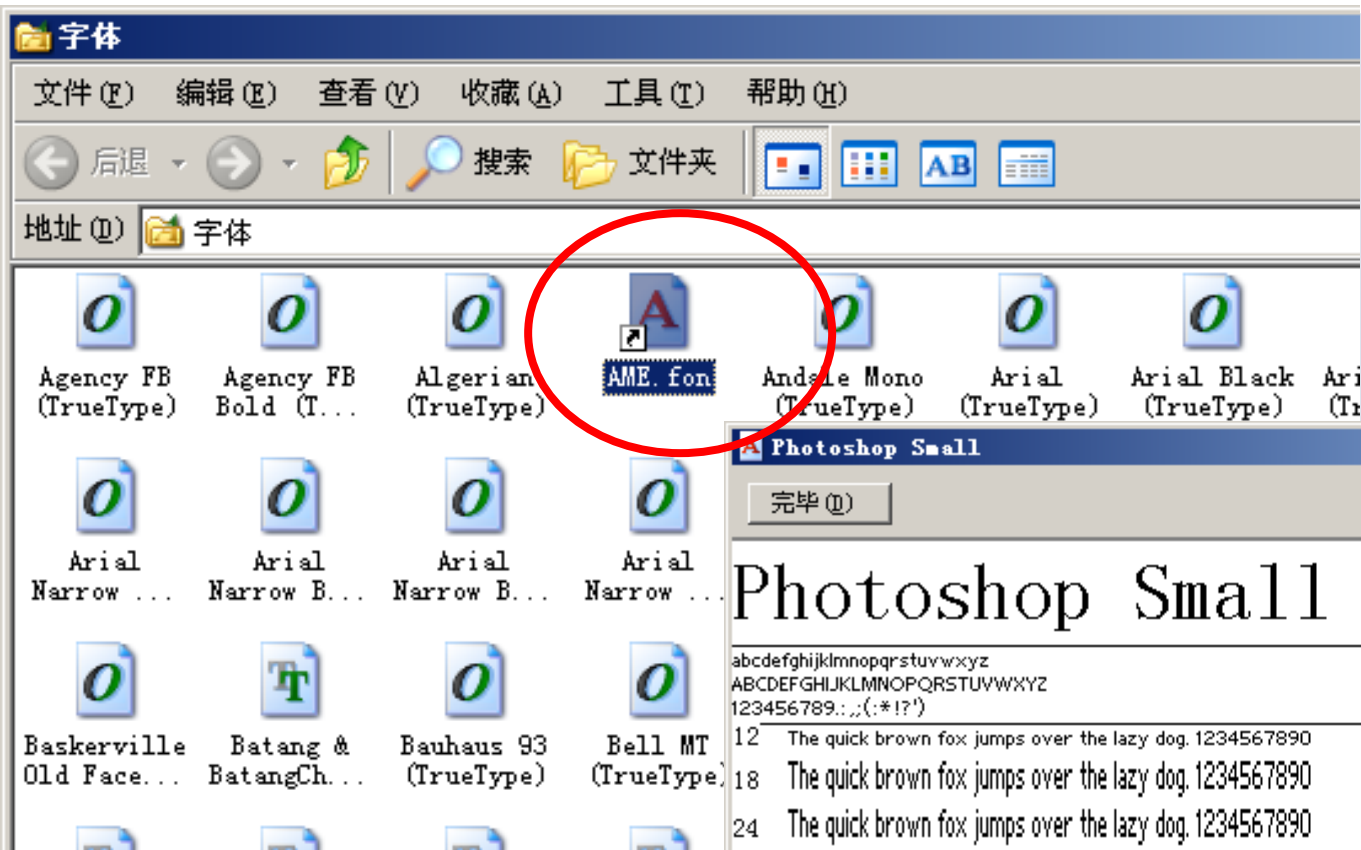 字体
文件(F) 编辑(E) 查看(V) 收藏(A) 工具(T) 帮助(H)
后退 搜索 文件夹 AB
地址(D) 字体
Agency FB Agency FB Algerian AME.fon Andale Mono Arial Arial Black Ari
(TrueType) Bold (T... (TrueType) (TrueType) (TrueType) (TrueType)
Photoshop Small
完毕(D)
Arial Arial Arial Arial
Narrow ... Narrow B... Narrow B... Narrow ...
Photoshop Small
abcdefghijklmnopqrstuvwxyz
ABCDEFGHIJKLMNOPQRSTUVWXYZ
123456789.:,;(:*!?')
Baskerville Batang & Bauhaus 93 Bell MT
Old Face... BatangCh... (TrueType) (TrueType)
12 The quick brown fox jumps over the lazy dog. 1234567890
18 The quick brown fox jumps over the lazy dog. 1234567890
24 The quick brown fox jumps over the lazy dog. 1234567890